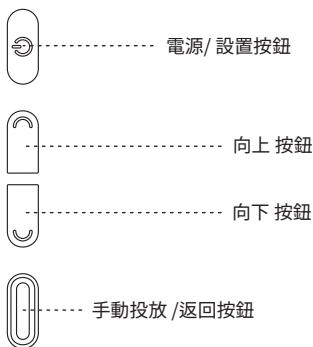 電源/ 設置按鈕
向上 按鈕
向下 按鈕
手動投放 /返回按鈕